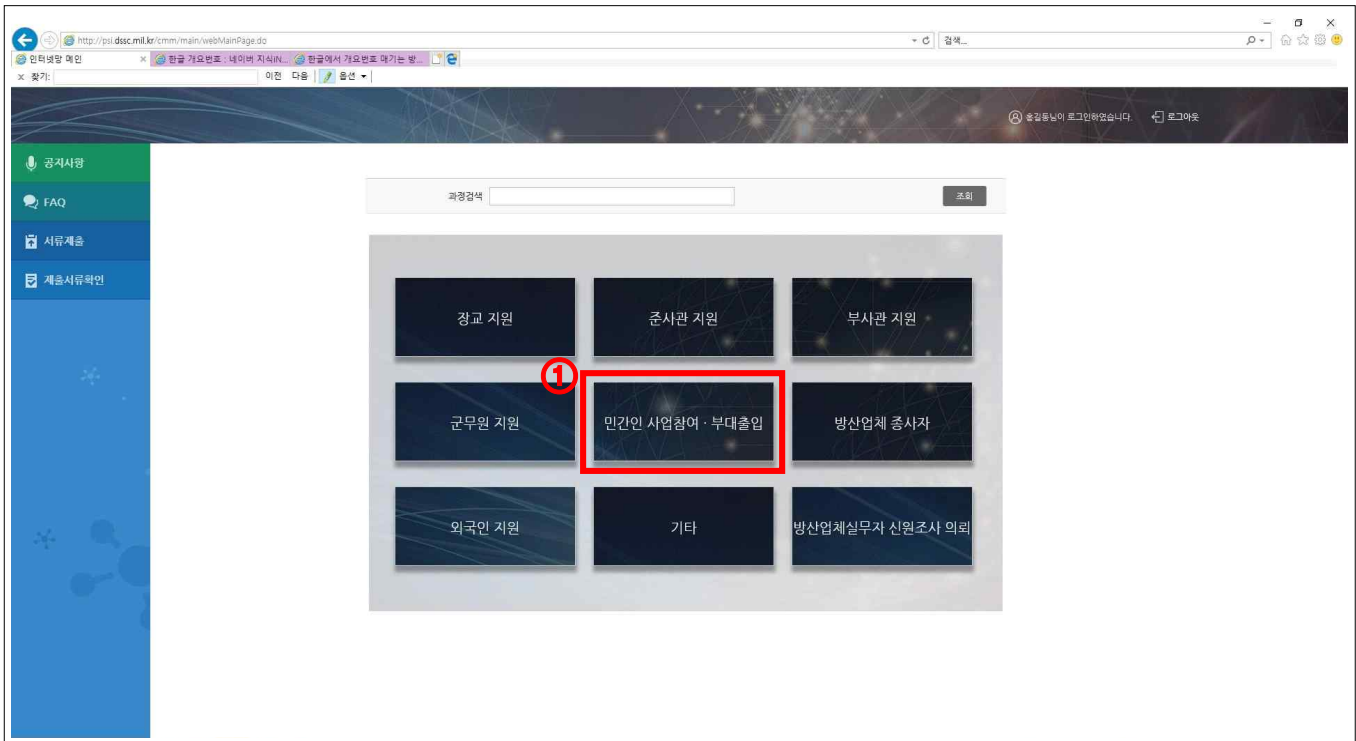 http://psi.dssc.mil.kr/cmm/main/webMainPage.do
검색...
인터넷망 메인
한글 개요번호 : 네이버 지식iN...
한글에서 개요번호 매기는 방...
찾기:
이전 다음
옵션
홍길동님이 로그인하였습니다.
로그아웃
공지사항
FAQ
서류제출
제출서류확인
과정검색
조회
장교 지원
준사관 지원
부사관 지원
①
군무원 지원
민간인 사업참여 · 부대출입
방산업체 종사자
외국인 지원
기타
방산업체실무자 신원조사 의뢰